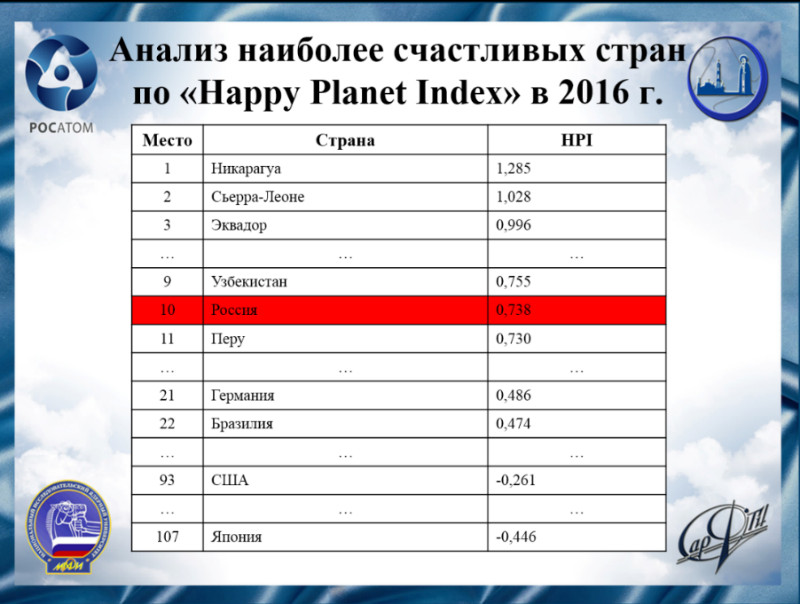 Анализ наиболее счастливых стран
по «Happy Planet Index» в 2016 г.
РОСАТОМ
Место Страна HPI
1 Никарагуа 1,285
2 Сьерра-Леоне 1,028
3 Эквадор 0,996
… … …
9 Узбекистан 0,755
10 Россия 0,738
11 Перу 0,730
… … …
21 Германия 0,486
22 Бразилия 0,474
… … …
93 США -0,261
… … …
107 Япония -0,446
МИФИ
СарФТИ